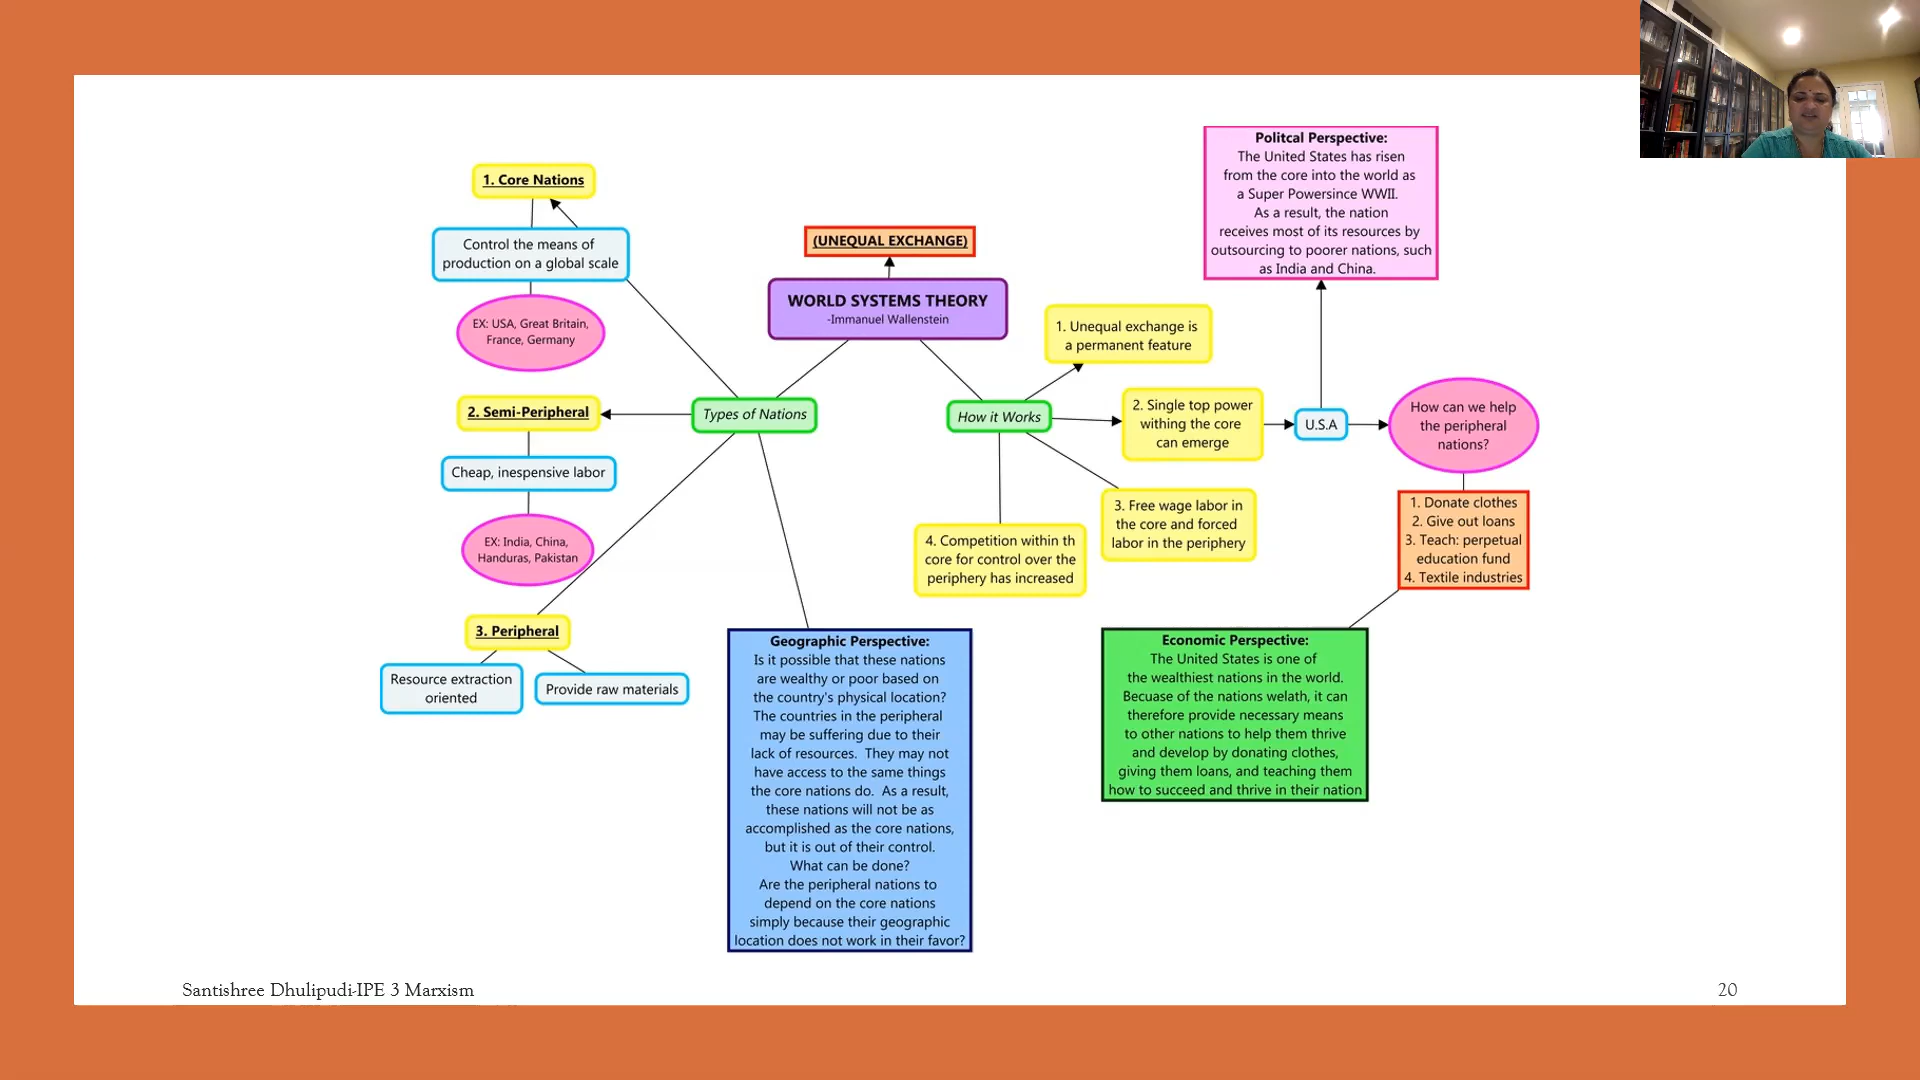 1. Core Nations
Control the means of
production on a global scale
EX: USA, Great Britain,
France, Germany
2. Semi-Peripheral
Cheap, inespensive labor
EX: India, China,
Handuras, Pakistan
3. Peripheral
Resource extraction
oriented
Provide raw materials
(UNEQUAL EXCHANGE)
WORLD SYSTEMS THEORY
-Immanuel Wallenstein
Types of Nations
How it Works
1. Unequal exchange is
a permanent feature
2. Single top power
withing the core
can emerge
3. Free wage labor in
the core and forced
labor in the periphery
4. Competition within th
core for control over the
periphery has increased
U.S.A
Politcal Perspective:
The United States has risen
from the core into the world as
a Super Powersince WWII.
As a result, the nation
receives most of its resources by
outsourcing to poorer nations, such
as India and China.
How can we help
the peripheral
nations?
1. Donate clothes
2. Give out loans
3. Teach: perpetual
education fund
4. Textile industries
Geographic Perspective:
Is it possible that these nations
are wealthy or poor based on
the country's physical location?
The countries in the peripheral
may be suffering due to their
lack of resources. They may not
have access to the same things
the core nations do. As a result,
these nations will not be as
accomplished as the core nations,
but it is out of their control.
What can be done?
Are the peripheral nations to
depend on the core nations
simply because their geographic
location does not work in their favor?
Economic Perspective:
The United States is one of
the wealthiest nations in the world.
Becuase of the nations welath, it can
therefore provide necessary means
to other nations to help them thrive
and develop by donating clothes,
giving them loans, and teaching them
how to succeed and thrive in their nation
Santishree Dhulipudi-IPE 3 Marxism
20